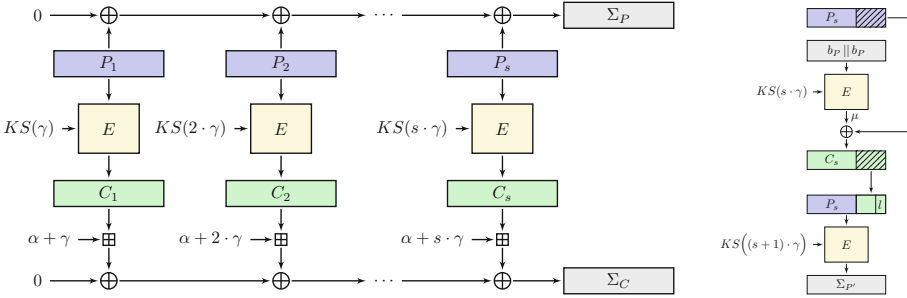 0 ... Σ_P
P_1 P_2 P_s
KS(γ) E KS(2 · γ) E KS(s · γ) E
C_1 C_2 C_s
α + γ α + 2 · γ α + s · γ
0 ... Σ_C
P_s
b_P || b_P
KS(s · γ) E
μ
C_s
P_s l
KS((s + 1) · γ) E
Σ_{P'}